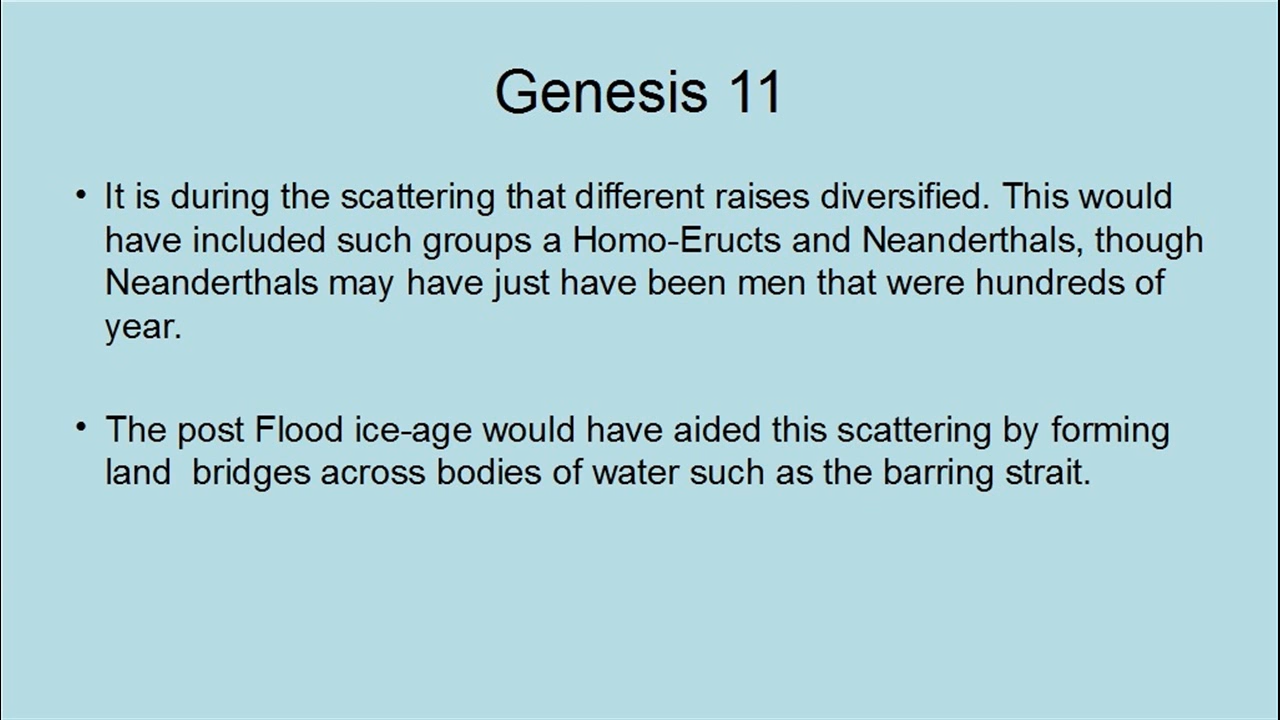 Genesis 11
• It is during the scattering that different raises diversified. This would
have included such groups a Homo-Eructs and Neanderthals, though
Neanderthals may have just have been men that were hundreds of
year.
• The post Flood ice-age would have aided this scattering by forming
land  bridges across bodies of water such as the barring strait.